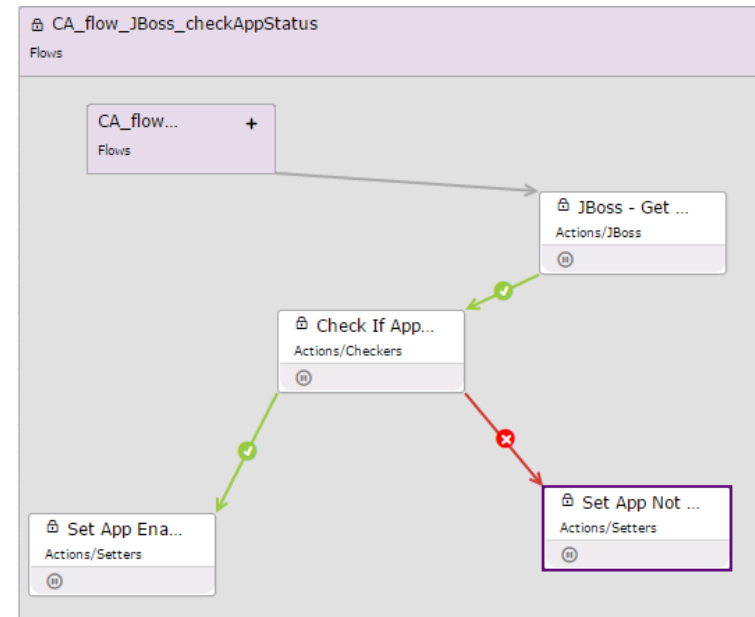 CA_flow_JBoss_checkAppStatus
Flows
CA_flow... +
Flows
JBoss - Get ...
Actions/JBoss
Check If App...
Actions/Checkers
Set App Not ...
Actions/Setters
Set App Ena...
Actions/Setters